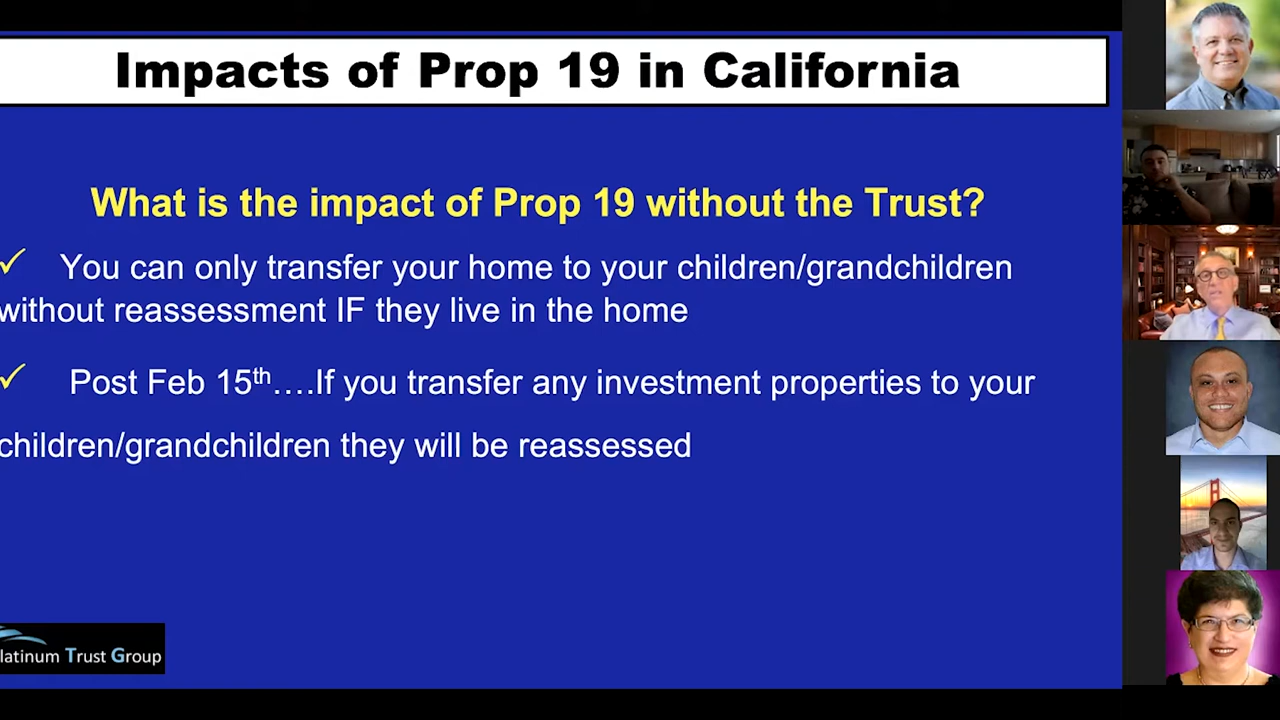 Impacts of Prop 19 in California
What is the impact of Prop 19 without the Trust?
✓ You can only transfer your home to your children/grandchildren
without reassessment IF they live in the home
✓ Post Feb 15th….If you transfer any investment properties to your
children/grandchildren they will be reassessed
latinum Trust Group